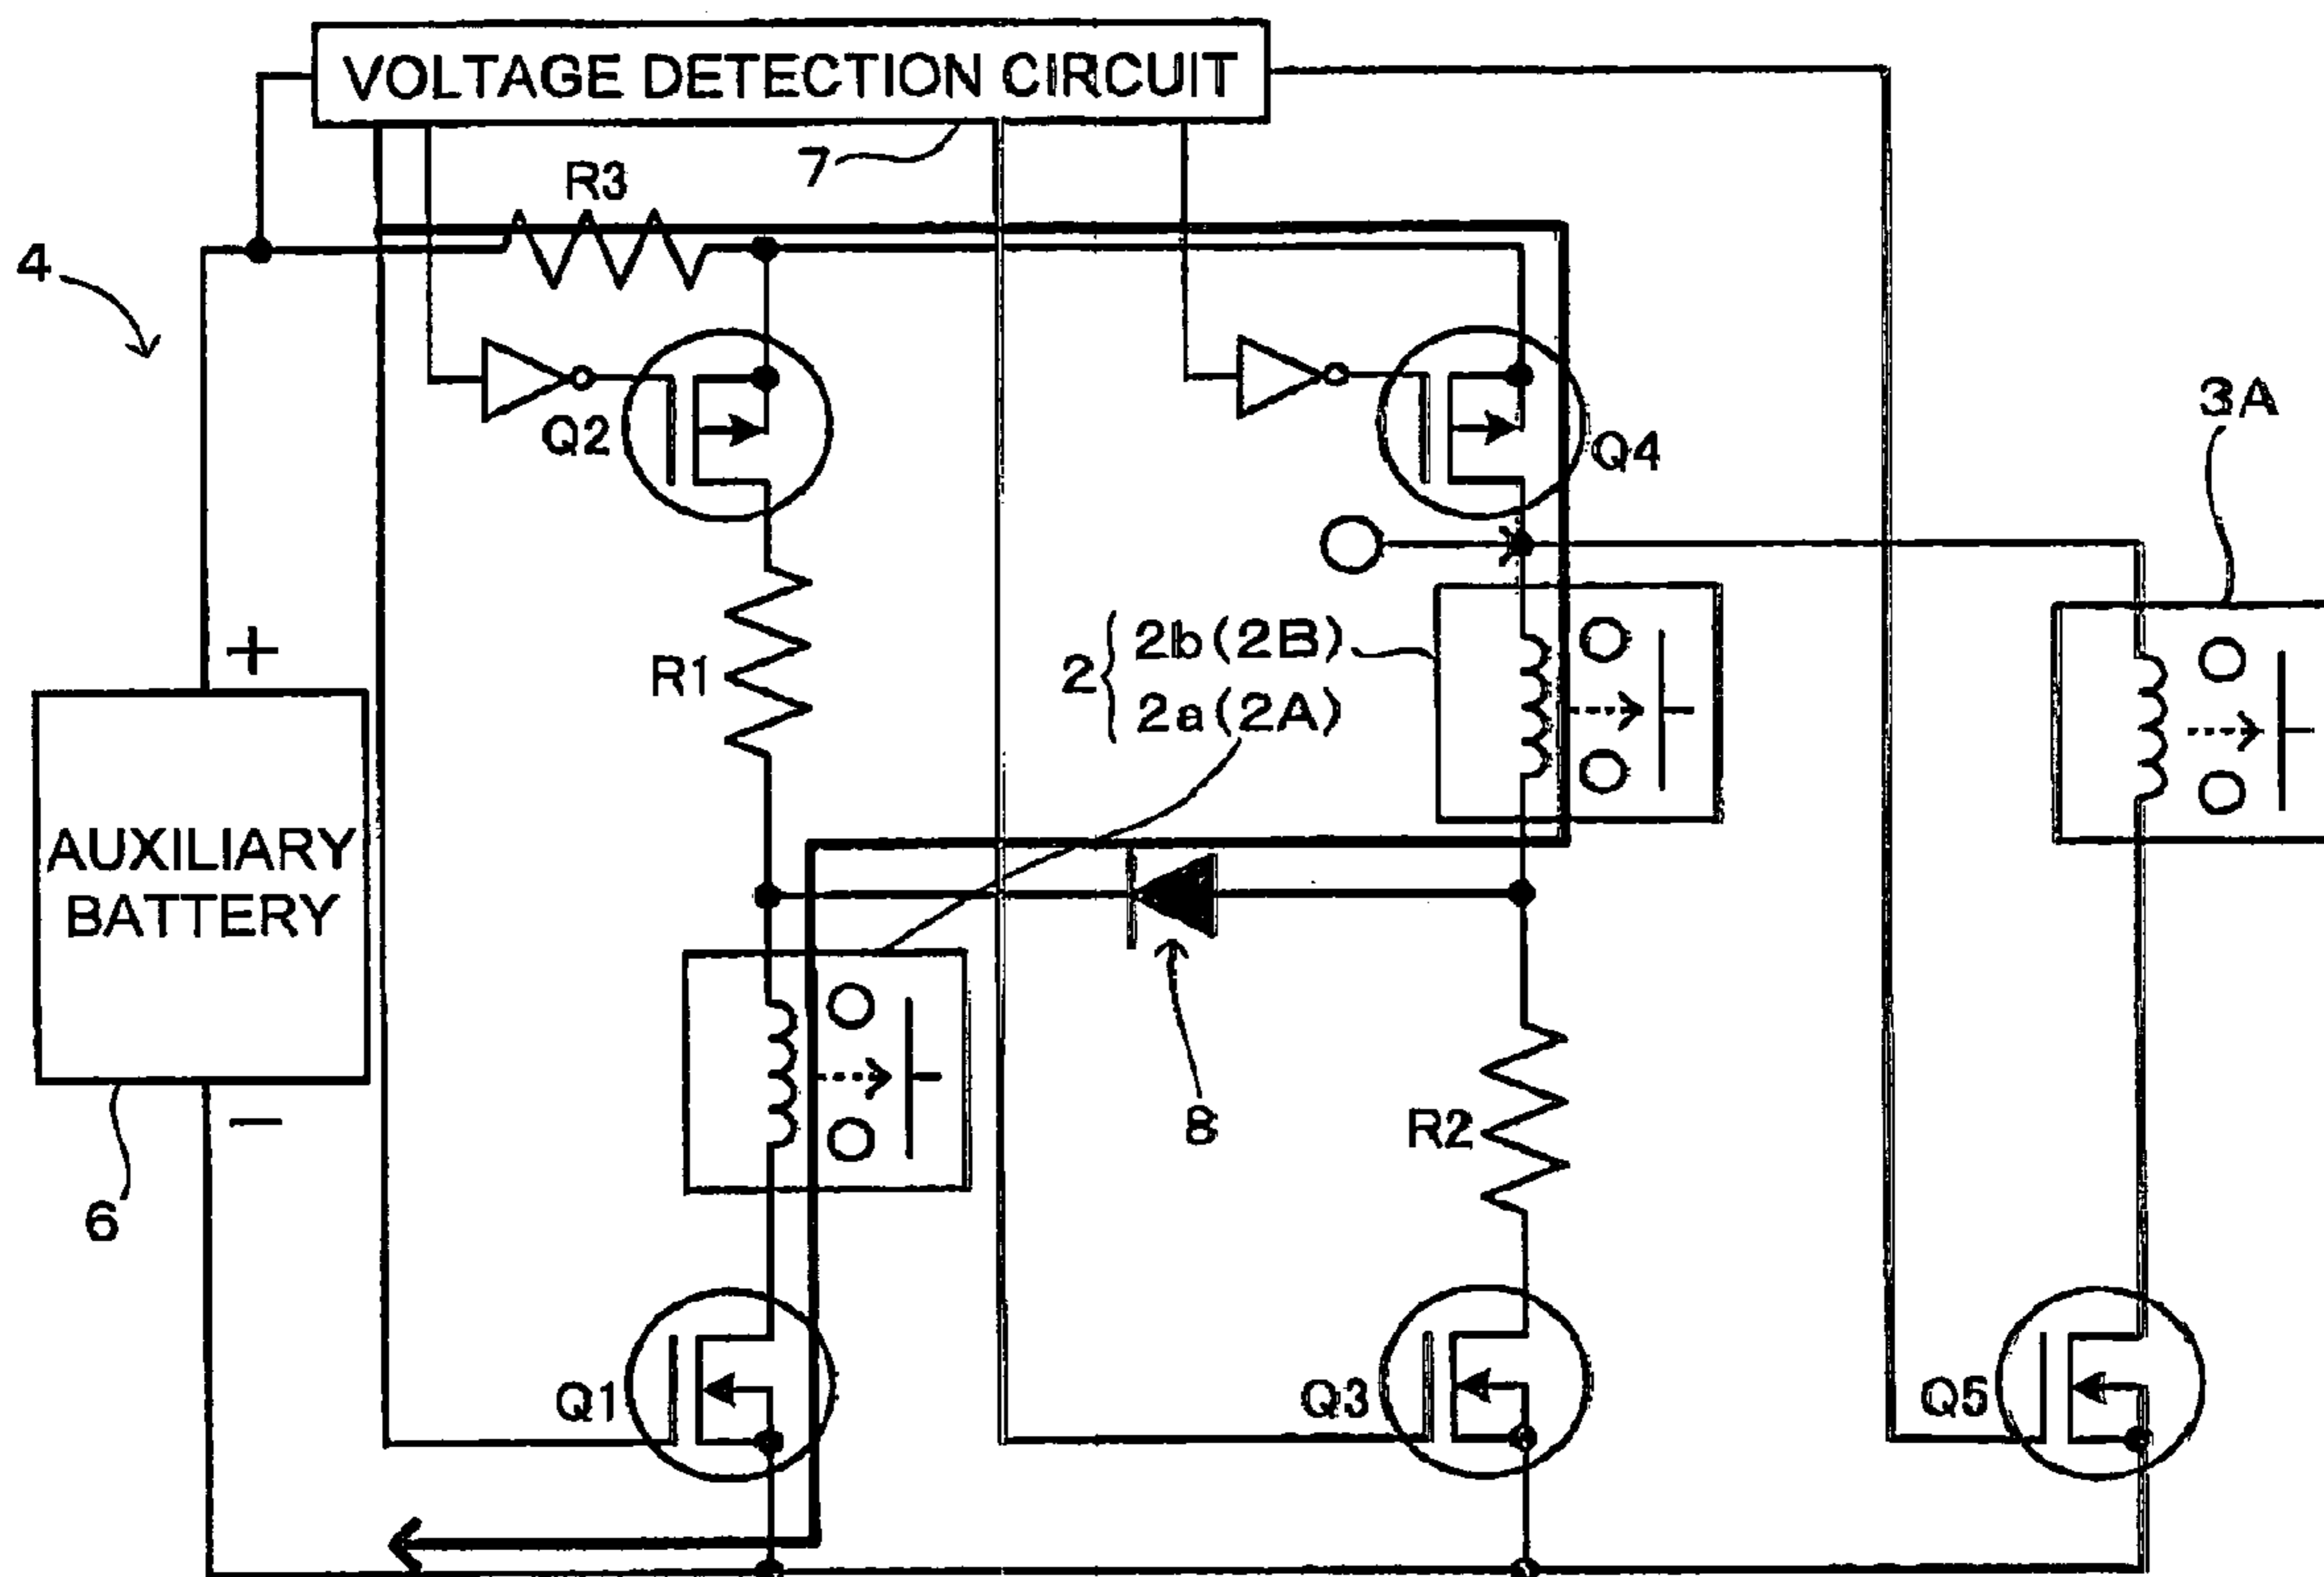 VOLTAGE DETECTION CIRCUIT
7
R3
4
Q2
Q4
3A
+
R1
2{ 2b(2B)
2a(2A)
AUXILIARY
BATTERY
8
R2
−
6
Q1
Q3
Q5